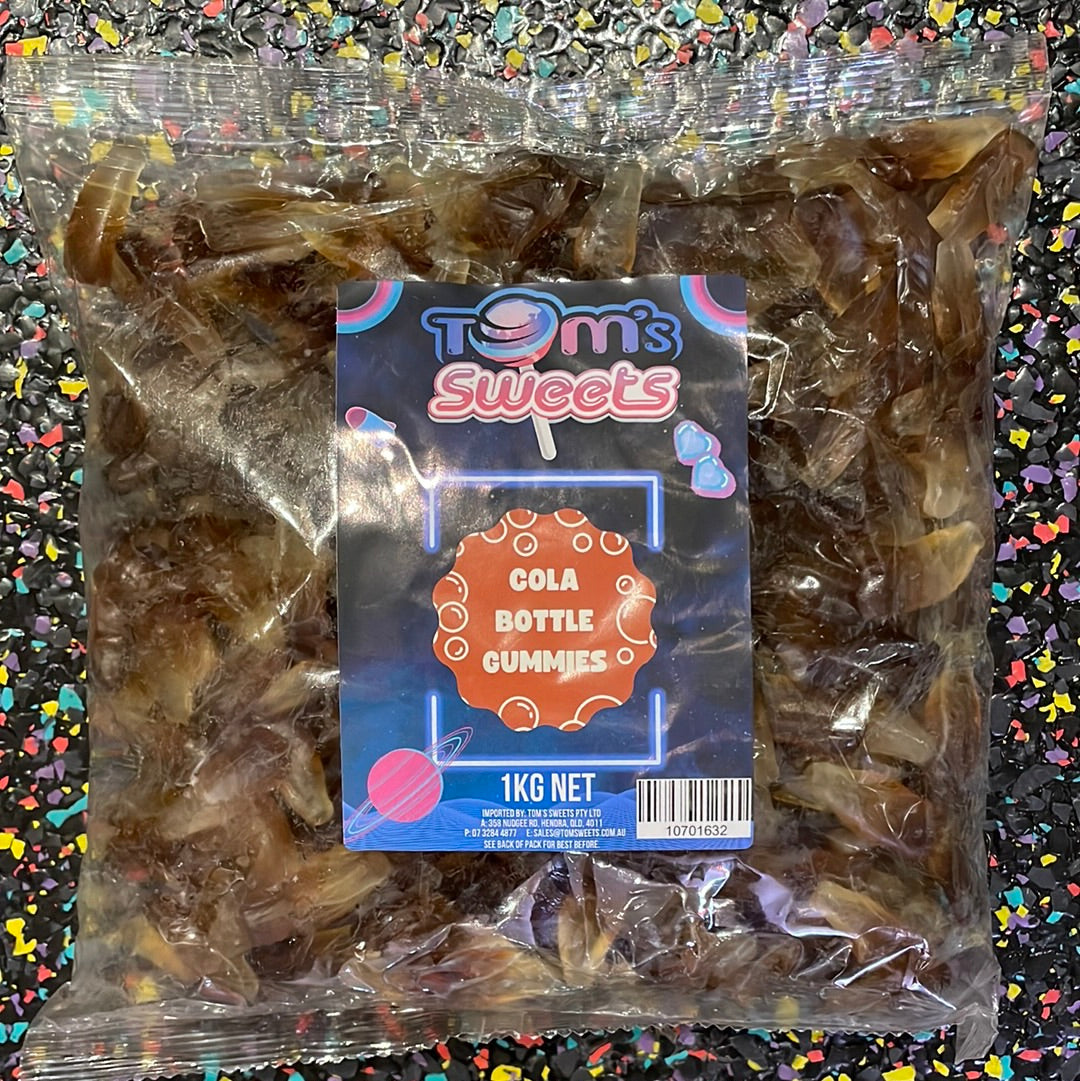 Tom's
Sweets
COLA
BOTTLE
GUMMIES
1KG NET
IMPORTED BY: TOM'S SWEETS PTY LTD
A: 358 NUDGEE RD, HENDRA, QLD, 4011
P: 07 3284 4877 E: SALES@TOMSWEETS.COM.AU
SEE BACK OF PACK FOR BEST BEFORE.
10701632